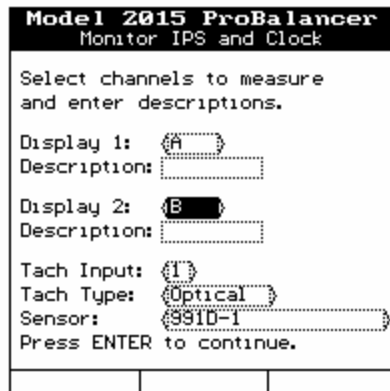 Model 2015 ProBalancer
Monitor IPS and Clock
Select channels to measure
and enter descriptions.
Display 1: A
Description:
Display 2: B
Description:
Tach Input: 1
Tach Type: Optical
Sensor: 991D-1
Press ENTER to continue.